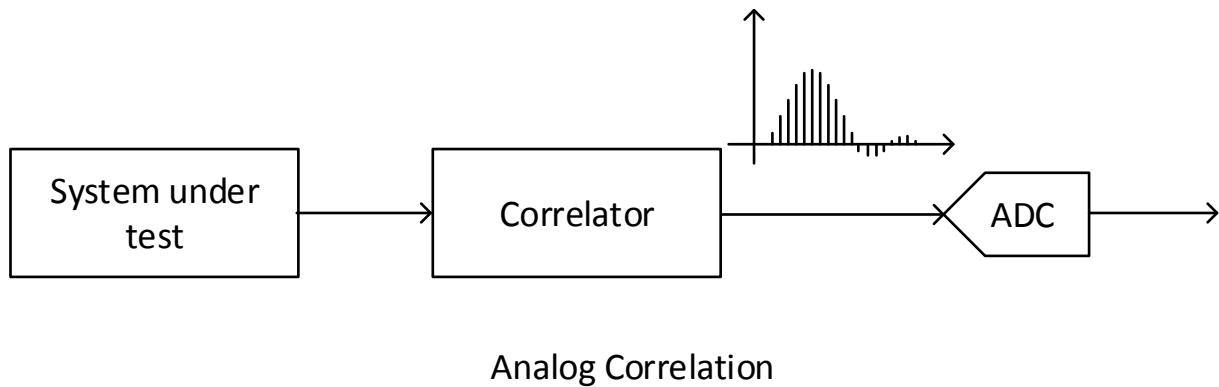 System under
test
Correlator
ADC
Analog Correlation